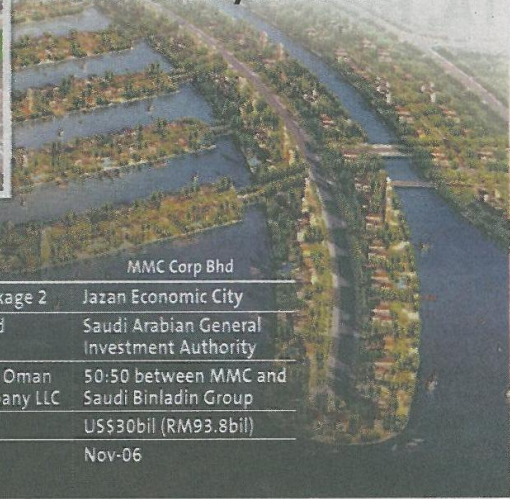 MMC Corp Bhd
kage 2 Jazan Economic City
d Saudi Arabian General
Investment Authority
Oman 50:50 between MMC and
pany LLC Saudi Binladin Group
US$30bil (RM93.8bil)
Nov-06